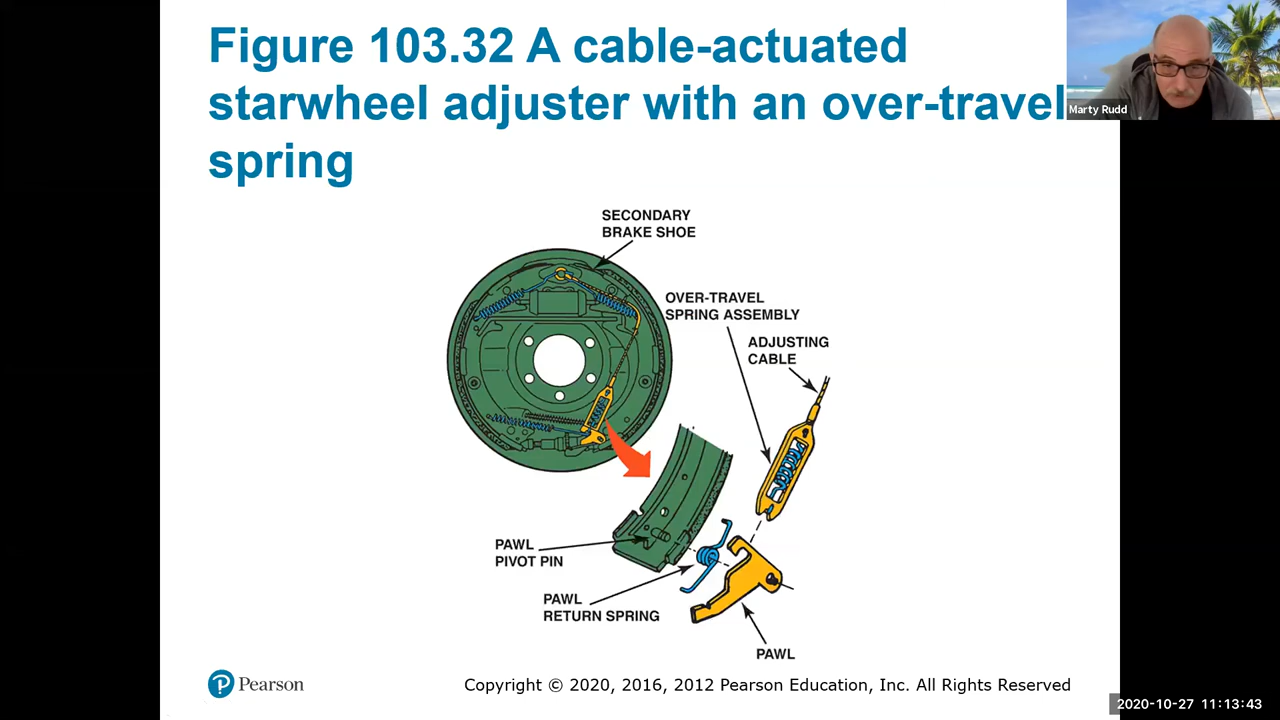 Figure 103.32 A cable-actuated
starwheel adjuster with an over-travel
spring
Marty Rudd
SECONDARY
BRAKE SHOE
OVER-TRAVEL
SPRING ASSEMBLY
ADJUSTING
CABLE
PAWL
PIVOT PIN
PAWL
RETURN SPRING
PAWL
Pearson
Copyright © 2020, 2016, 2012 Pearson Education, Inc. All Rights Reserved
2020-10-27 11:13:43